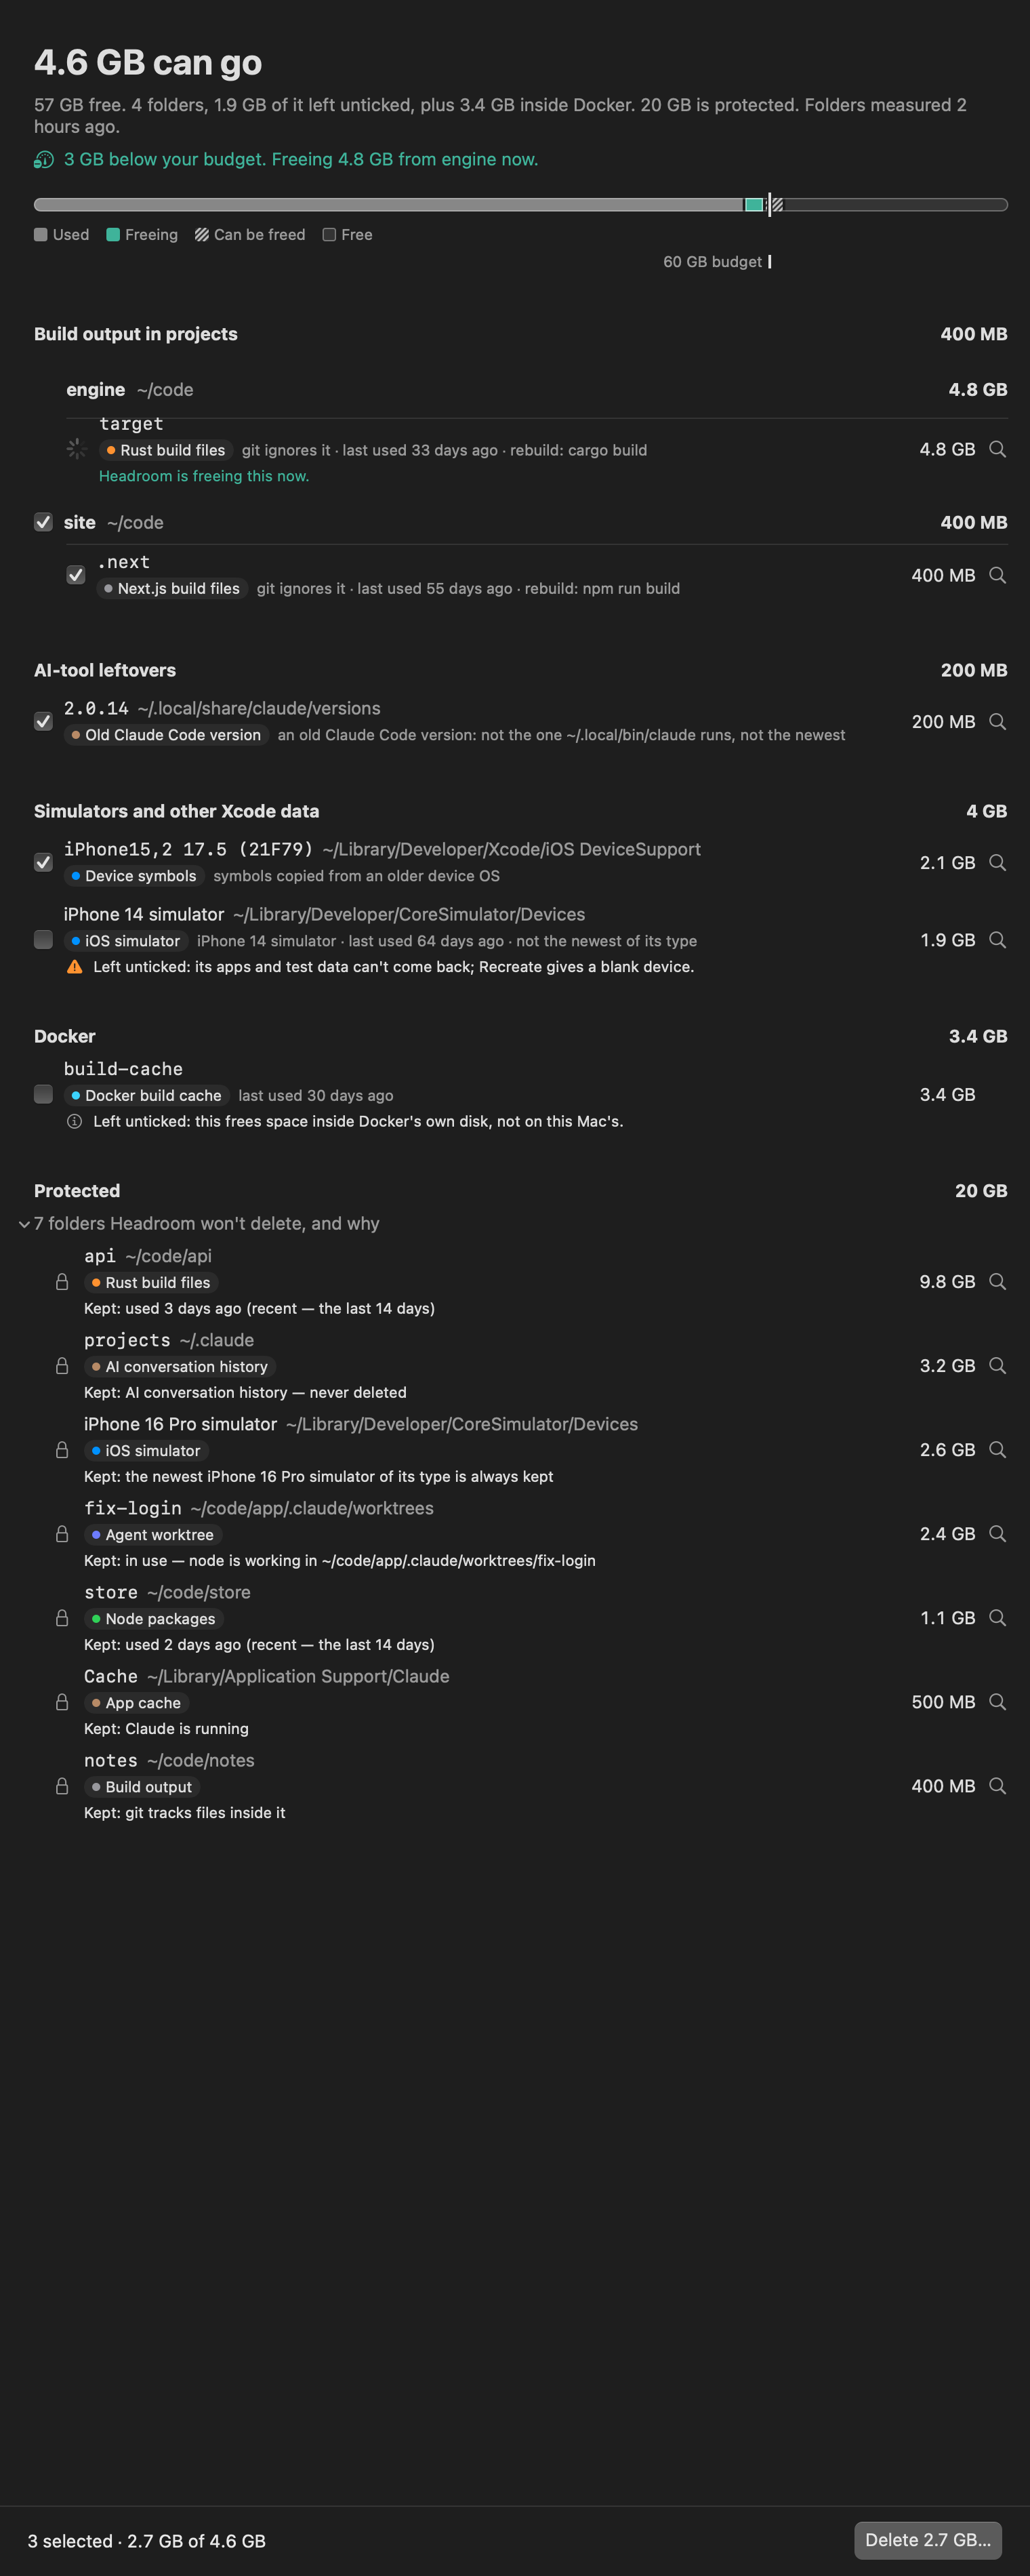 4.6 GB can go
57 GB free. 4 folders, 1.9 GB of it left unticked, plus 3.4 GB inside Docker. 20 GB is protected. Folders measured 2
hours ago.
3 GB below your budget. Freeing 4.8 GB from engine now.
Used Freeing Can be freed Free
60 GB budget
Build output in projects 400 MB
engine ~/code 4.8 GB
target
Rust build files git ignores it · last used 33 days ago · rebuild: cargo build 4.8 GB
Headroom is freeing this now.
site ~/code 400 MB
.next
400 MB
Next.js build files git ignores it · last used 55 days ago · rebuild: npm run build
AI-tool leftovers 200 MB
2.0.14 ~/.local/share/claude/versions
200 MB
Old Claude Code version an old Claude Code version: not the one ~/.local/bin/claude runs, not the newest
Simulators and other Xcode data 4 GB
iPhone15,2 17.5 (21F79) ~/Library/Developer/Xcode/iOS DeviceSupport
2.1 GB
Device symbols symbols copied from an older device OS
iPhone 14 simulator ~/Library/Developer/CoreSimulator/Devices
iOS simulator iPhone 14 simulator · last used 64 days ago · not the newest of its type 1.9 GB
Left unticked: its apps and test data can't come back; Recreate gives a blank device.
Docker 3.4 GB
build-cache
Docker build cache last used 30 days ago 3.4 GB
Left unticked: this frees space inside Docker's own disk, not on this Mac's.
Protected 20 GB
7 folders Headroom won't delete, and why
api ~/code/api
Rust build files 9.8 GB
Kept: used 3 days ago (recent — the last 14 days)
projects ~/.claude
AI conversation history 3.2 GB
Kept: AI conversation history — never deleted
iPhone 16 Pro simulator ~/Library/Developer/CoreSimulator/Devices
iOS simulator 2.6 GB
Kept: the newest iPhone 16 Pro simulator of its type is always kept
fix-login ~/code/app/.claude/worktrees
Agent worktree 2.4 GB
Kept: in use — node is working in ~/code/app/.claude/worktrees/fix-login
store ~/code/store
Node packages 1.1 GB
Kept: used 2 days ago (recent — the last 14 days)
Cache ~/Library/Application Support/Claude
App cache 500 MB
Kept: Claude is running
notes ~/code/notes
Build output 400 MB
Kept: git tracks files inside it
3 selected · 2.7 GB of 4.6 GB Delete 2.7 GB...